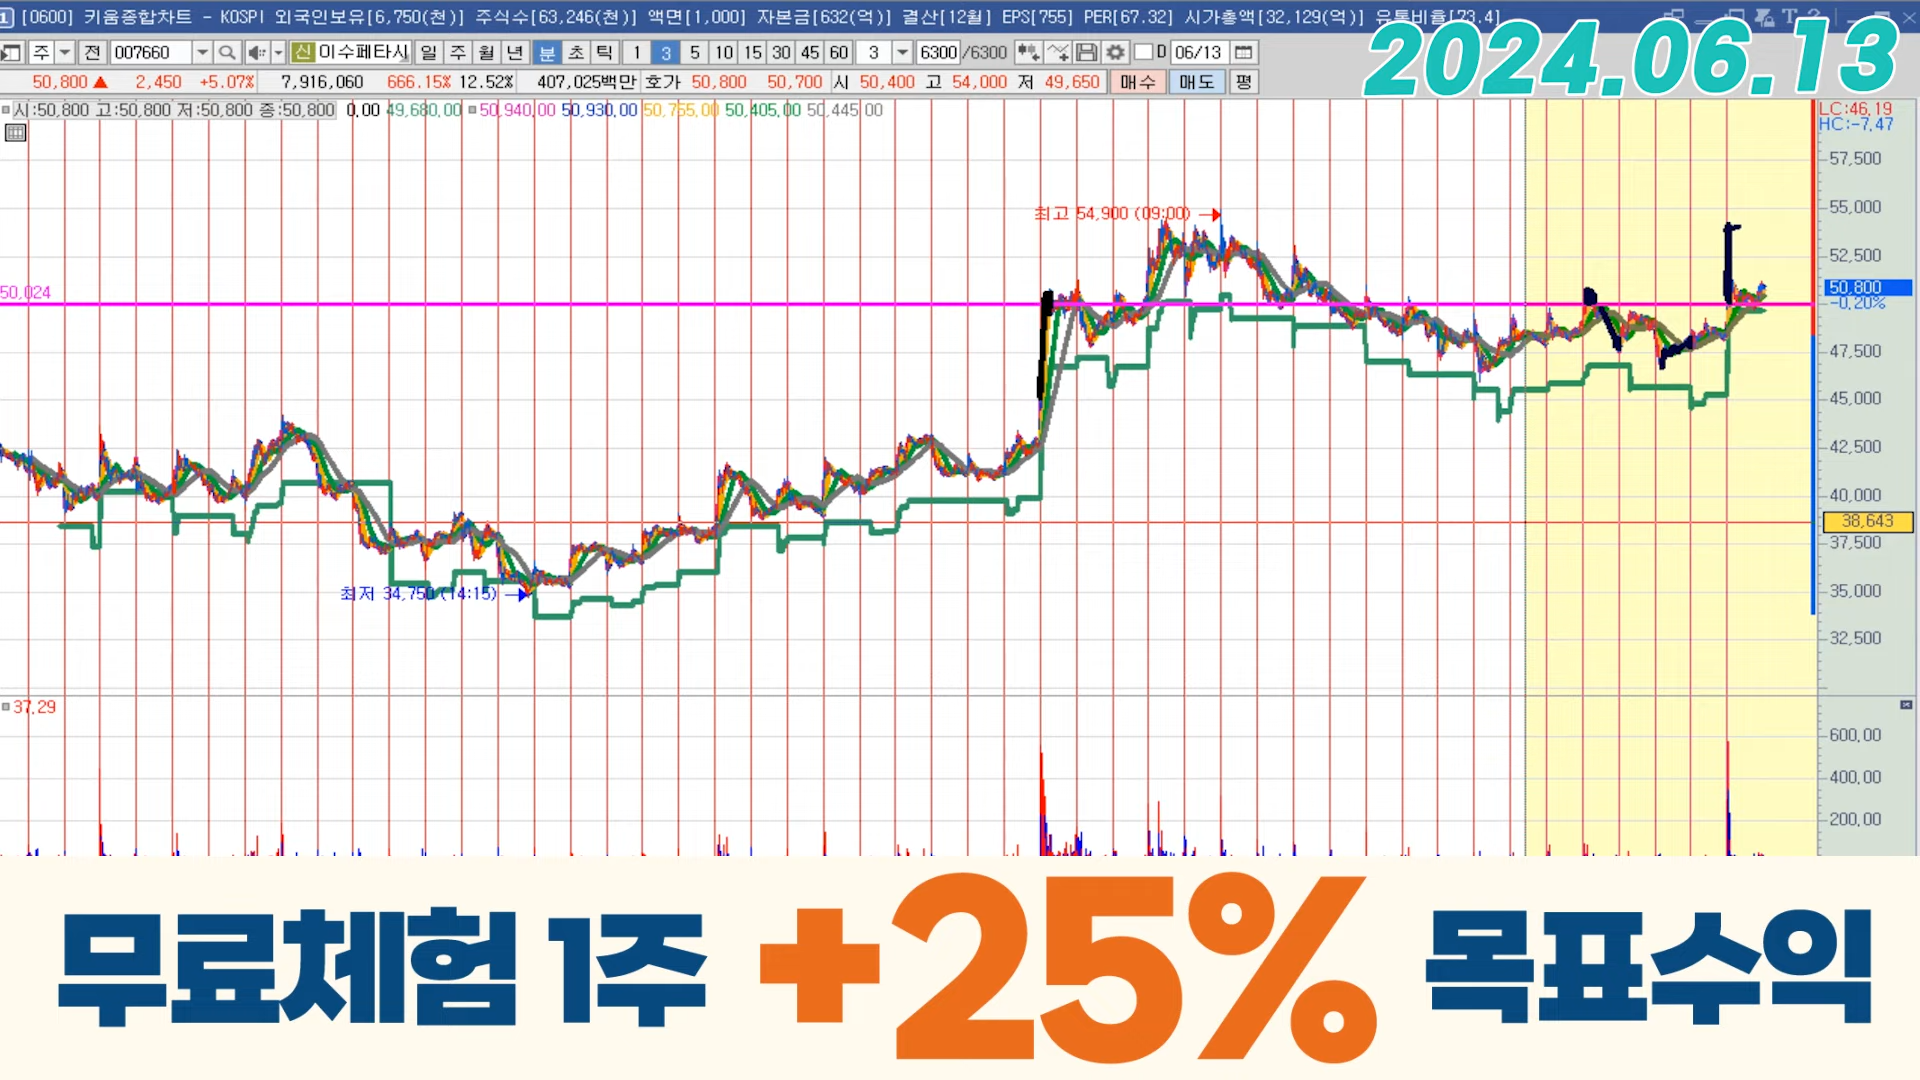 [0600] 키움종합차트 - KOSPI 외국인보유[6,750(천)] 주식수[63,246(천)] 액면[1,000] 자본금[632(억)] 결산[12월] EPS[755] PER[67.32] 시가총액[32,129(억)] 유통비율[73.4]
2024.06.13
주 전 007660 신 이수페타시 일 주 월 년 분 초 틱 1 3 5 10 15 30 45 60 3 6300 /6300 D 06/13
50,800 ▲ 2,450 +5.07% 7,916,060 666.15% 12.52% 407,025백만 호가 50,800 50,700 시 50,400 고 54,000 저 49,650 매수 매도 평
시:50,800 고:50,800 저:50,800 종:50,800 0.00 49,680.00 50,940.00 50,930.00 50,755.00 50,405.00 50,445.00
LC:46.19
HC:-7.47
57,500
최고 54,900 (09:00)
55,000
52,500
50,024
50,800
-0.20%
47,500
45,000
42,500
40,000
38,643
37,500
최저 34,750 (14:15)
35,000
32,500
37.29
600.00
400.00
200.00
무료체험 1주 +25% 목표수익